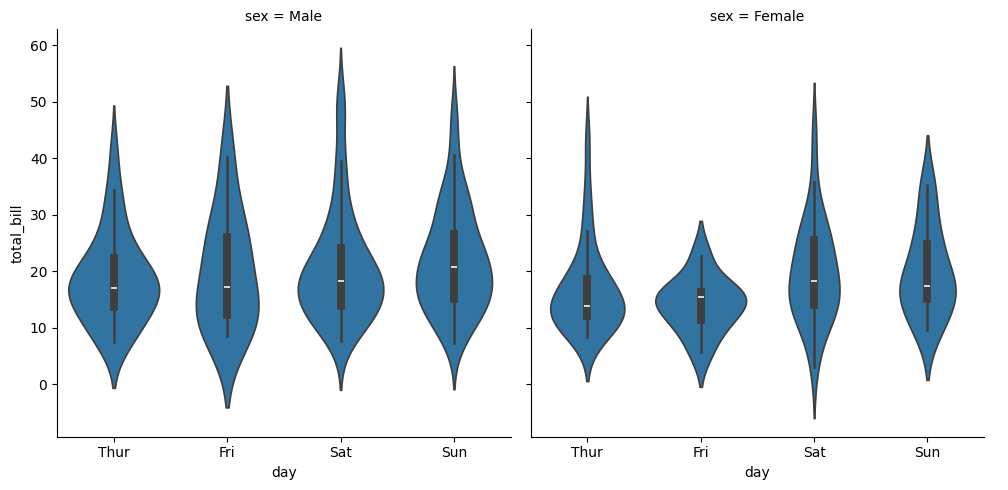 sex = Male
sex = Female
60
50
40
30
20
10
0
total_bill
Thur Fri Sat Sun
Thur Fri Sat Sun
day
day